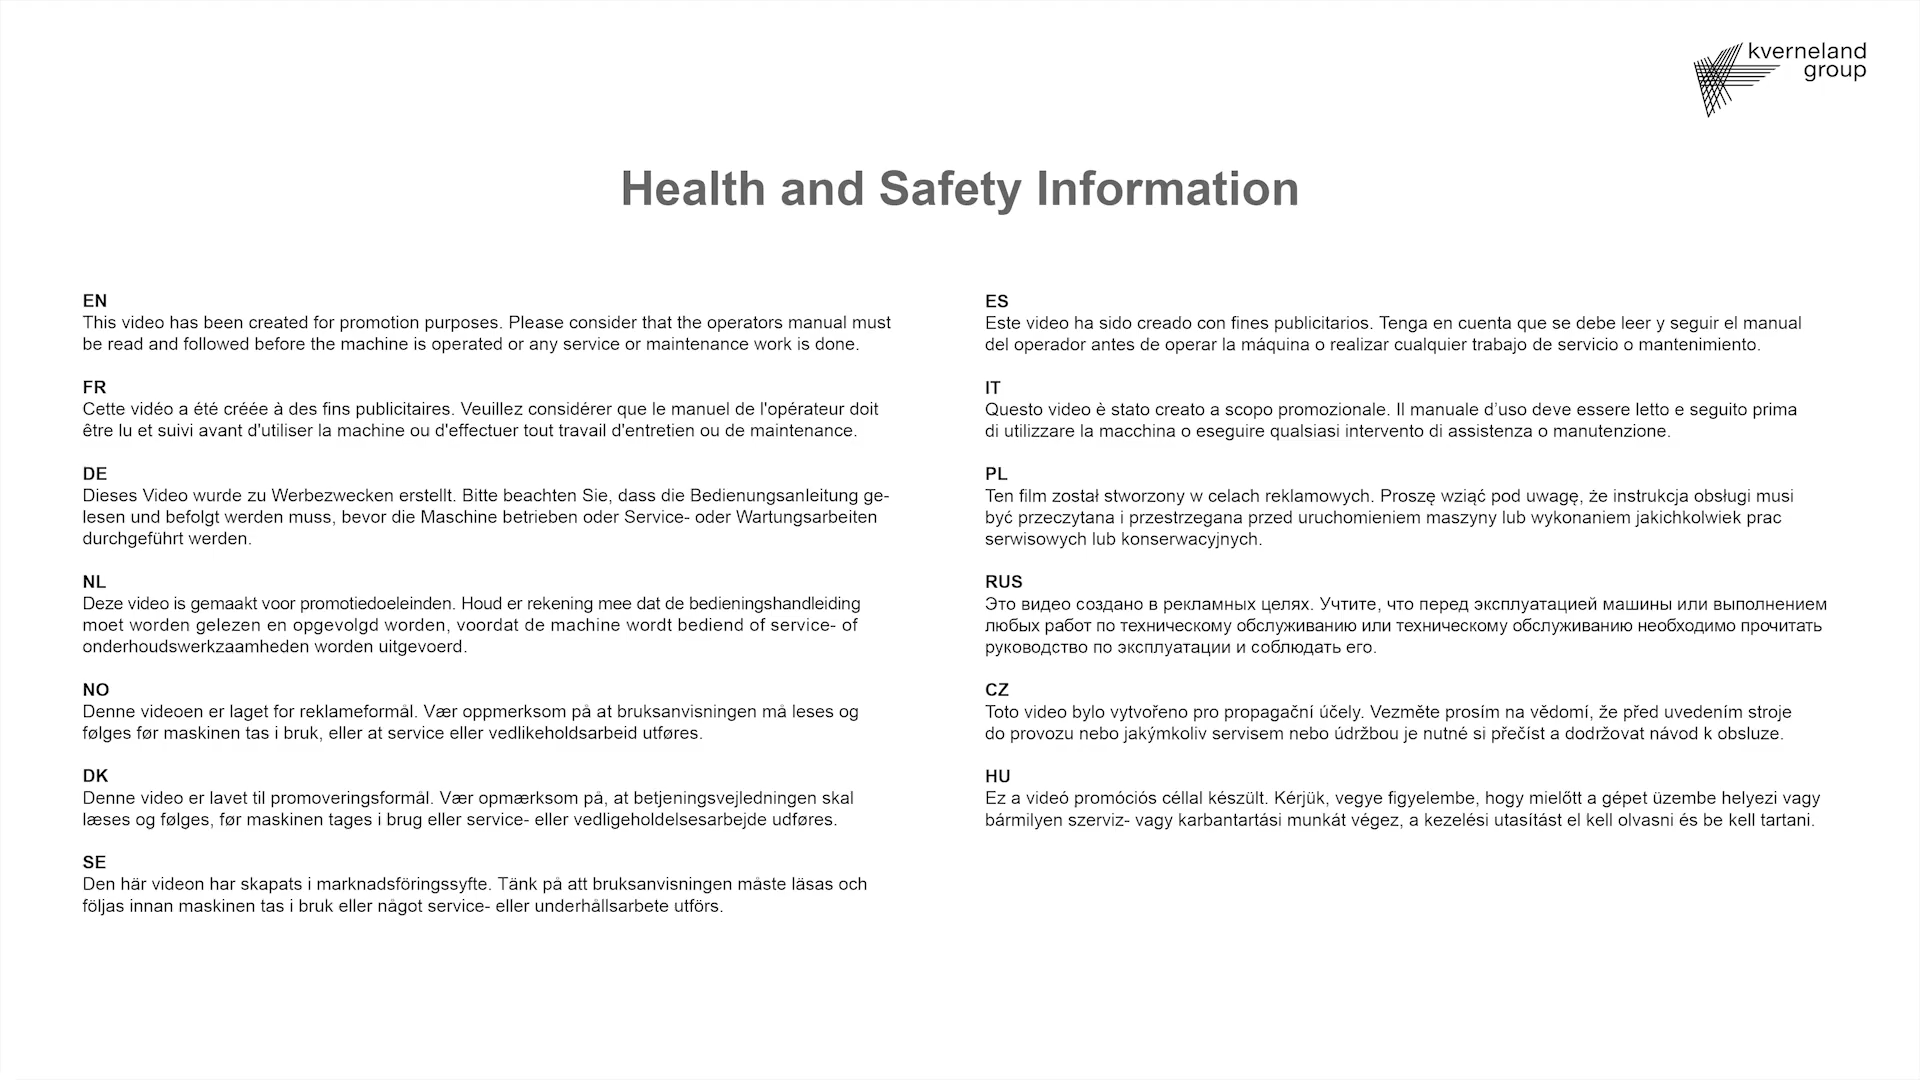 kverneland
group
Health and Safety Information
EN
This video has been created for promotion purposes. Please consider that the operators manual must
be read and followed before the machine is operated or any service or maintenance work is done.
FR
Cette vidéo a été créée à des fins publicitaires. Veuillez considérer que le manuel de l'opérateur doit
être lu et suivi avant d'utiliser la machine ou d'effectuer tout travail d'entretien ou de maintenance.
DE
Dieses Video wurde zu Werbezwecken erstellt. Bitte beachten Sie, dass die Bedienungsanleitung ge-
lesen und befolgt werden muss, bevor die Maschine betrieben oder Service- oder Wartungsarbeiten
durchgeführt werden.
NL
Deze video is gemaakt voor promotiedoeleinden. Houd er rekening mee dat de bedieningshandleiding
moet worden gelezen en opgevolgd worden, voordat de machine wordt bediend of service- of
onderhoudswerkzaamheden worden uitgevoerd.
NO
Denne videoen er laget for reklameformål. Vær oppmerksom på at bruksanvisningen må leses og
følges før maskinen tas i bruk, eller at service eller vedlikeholdsarbeid utføres.
DK
Denne video er lavet til promoveringsformål. Vær opmærksom på, at betjeningsvejledningen skal
læses og følges, før maskinen tages i brug eller service- eller vedligeholdelsesarbejde udføres.
SE
Den här videon har skapats i marknadsföringssyfte. Tänk på att bruksanvisningen måste läsas och
följas innan maskinen tas i bruk eller något service- eller underhållsarbete utförs.
ES
Este video ha sido creado con fines publicitarios. Tenga en cuenta que se debe leer y seguir el manual
del operador antes de operar la máquina o realizar cualquier trabajo de servicio o mantenimiento.
IT
Questo video è stato creato a scopo promozionale. Il manuale d’uso deve essere letto e seguito prima
di utilizzare la macchina o eseguire qualsiasi intervento di assistenza o manutenzione.
PL
Ten film został stworzony w celach reklamowych. Proszę wziąć pod uwagę, że instrukcja obsługi musi
być przeczytana i przestrzegana przed uruchomieniem maszyny lub wykonaniem jakichkolwiek prac
serwisowych lub konserwacyjnych.
RUS
Это видео создано в рекламных целях. Учтите, что перед эксплуатацией машины или выполнением
любых работ по техническому обслуживанию или техническому обслуживанию необходимо прочитать
руководство по эксплуатации и соблюдать его.
CZ
Toto video bylo vytvořeno pro propagační účely. Vezměte prosím na vědomí, že před uvedením stroje
do provozu nebo jakýmkoliv servisem nebo údržbou je nutné si přečíst a dodržovat návod k obsluze.
HU
Ez a videó promóciós céllal készült. Kérjük, vegye figyelembe, hogy mielőtt a gépet üzembe helyezi vagy
bármilyen szerviz- vagy karbantartási munkát végez, a kezelési utasítást el kell olvasni és be kell tartani.